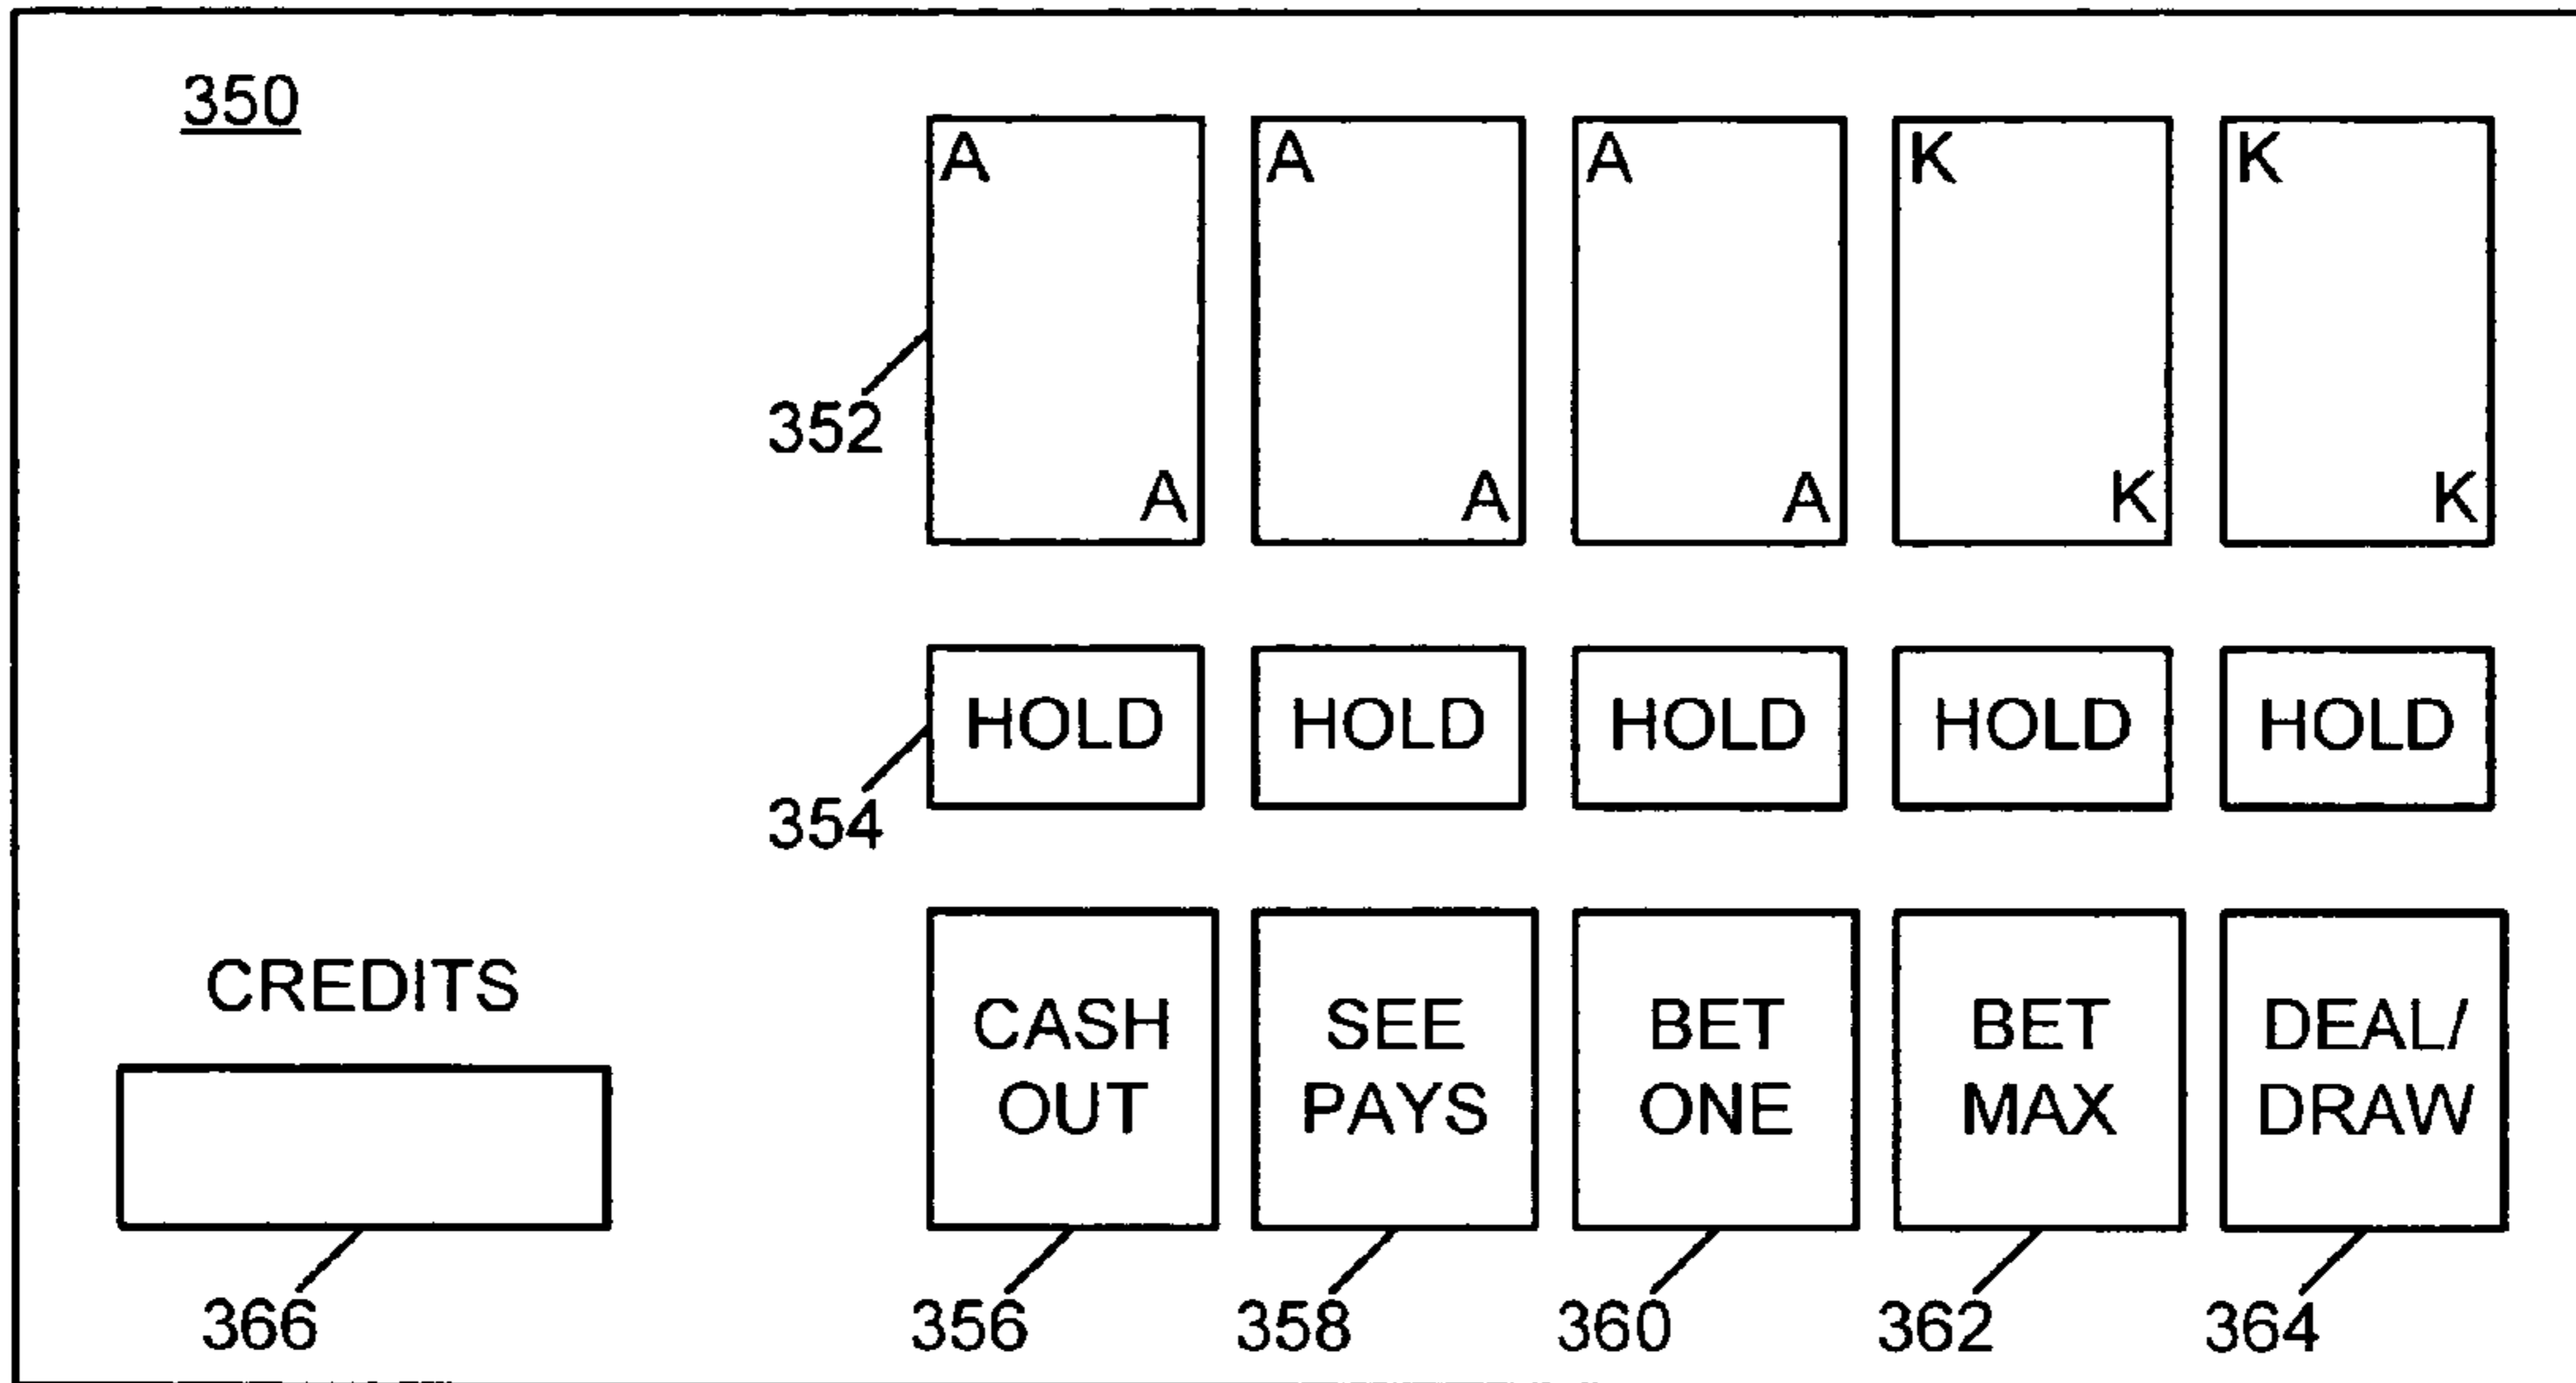 350
A A A K K
352
A A A K K
HOLD HOLD HOLD HOLD HOLD
354
CREDITS
CASH SEE BET BET DEAL/
OUT PAYS ONE MAX DRAW
366 356 358 360 362 364